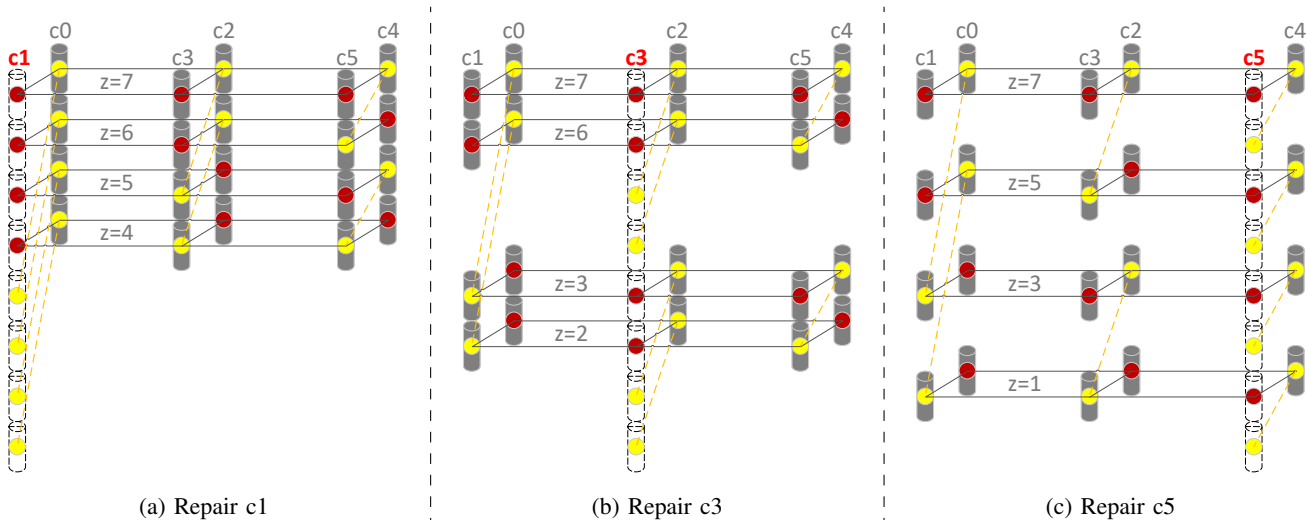 c0 c2 c4
c1 c3 c5
z=7
z=6
z=5
z=4
(a) Repair c1
c0 c2 c4
c1 c3 c5
z=7
z=6
z=3
z=2
(b) Repair c3
c0 c2 c4
c1 c3 c5
z=7
z=5
z=3
z=1
(c) Repair c5